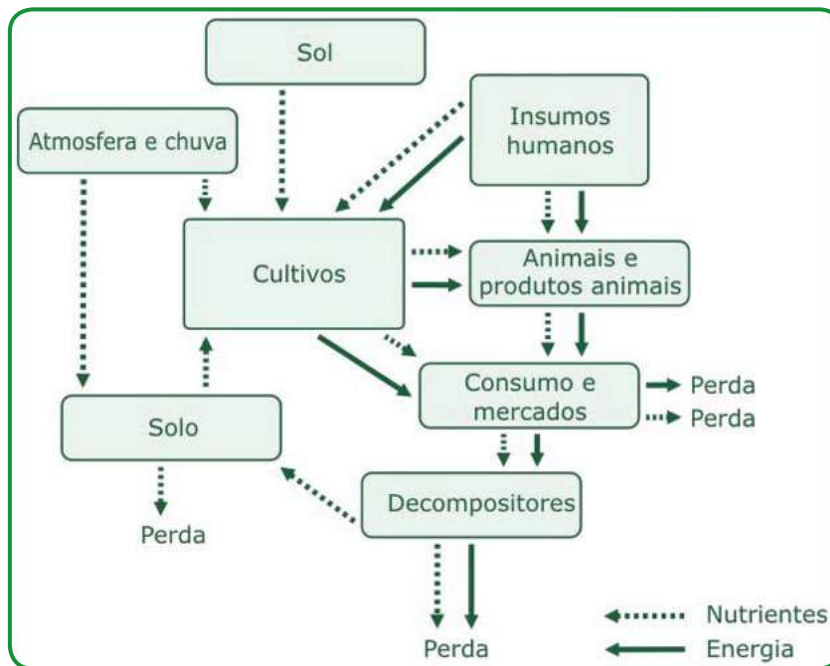 Sol
Insumos
humanos
Atmosfera e chuva
Cultivos
Animais e
produtos animais
Consumo e
mercados
Perda
Perda
Solo
Decompositores
Perda
Perda
Nutrientes
Energia